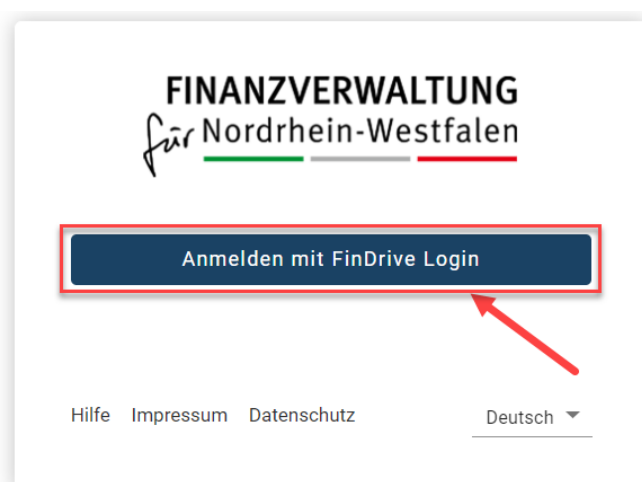 FINANZVERWALTUNG
für Nordrhein-Westfalen
Anmelden mit FinDrive Login
Hilfe Impressum Datenschutz Deutsch